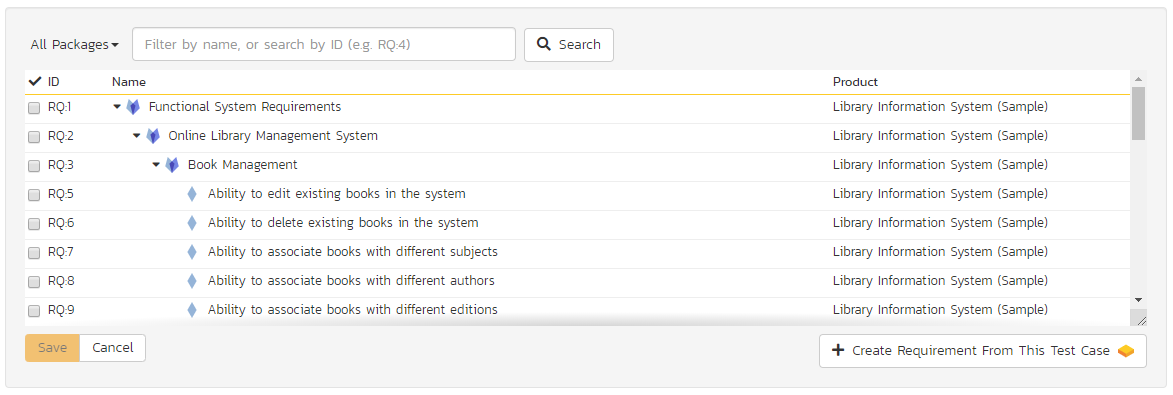 All Packages Filter by name, or search by ID (e.g. RQ:4) Search
ID Name Product
RQ:1 Functional System Requirements Library Information System (Sample)
RQ:2 Online Library Management System Library Information System (Sample)
RQ:3 Book Management Library Information System (Sample)
RQ:5 Ability to edit existing books in the system Library Information System (Sample)
RQ:6 Ability to delete existing books in the system Library Information System (Sample)
RQ:7 Ability to associate books with different subjects Library Information System (Sample)
RQ:8 Ability to associate books with different authors Library Information System (Sample)
RQ:9 Ability to associate books with different editions Library Information System (Sample)
Save Cancel Create Requirement From This Test Case